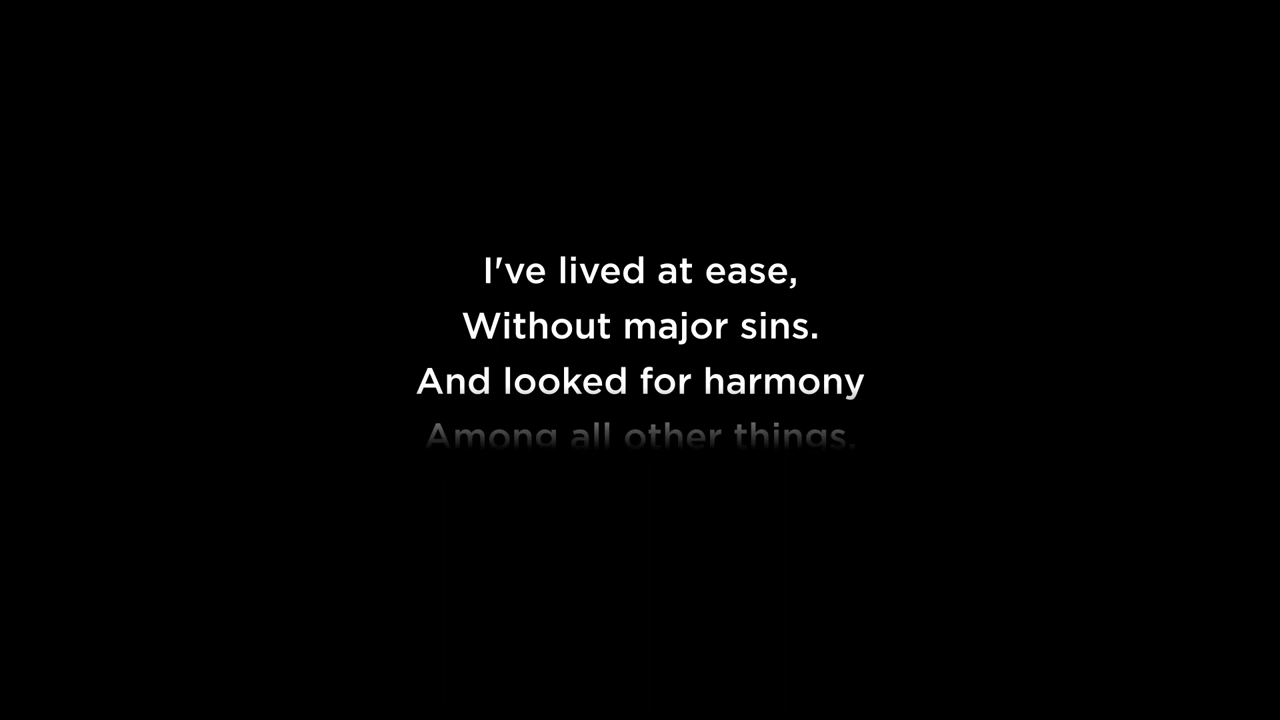 I've lived at ease,
Without major sins.
And looked for harmony
Among all other things.